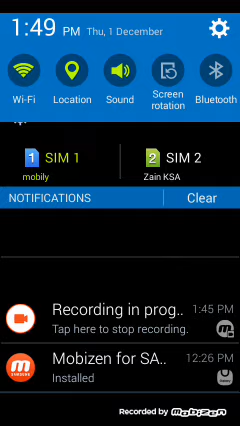 1:49 PM Thu, 1 December
Wi-Fi Location Sound Screen rotation Bluetooth
1 SIM 1 2 SIM 2
mobily Zain KSA
NOTIFICATIONS Clear
Recording in prog.. 1:45 PM
Tap here to stop recording.
Mobizen for SA.. 12:26 PM
Installed
Recorded by Mobizen